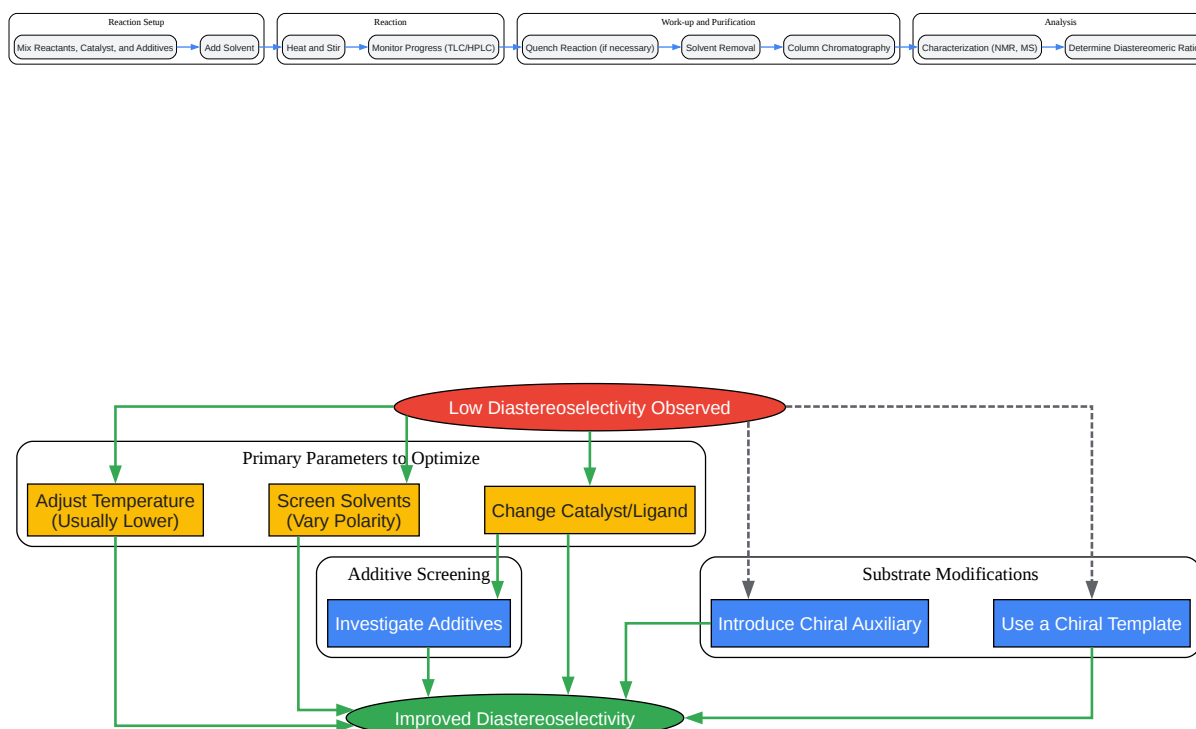 Reaction Setup
Reaction
Work-up and Purification
Analysis
Mix Reactants, Catalyst, and Additives
Add Solvent
Heat and Stir
Monitor Progress (TLC/HPLC)
Quench Reaction (if necessary)
Solvent Removal
Column Chromatography
Characterization (NMR, MS)
Determine Diastereomeric Ratio
Low Diastereoselectivity Observed
Primary Parameters to Optimize
Adjust Temperature
(Usually Lower)
Screen Solvents
(Vary Polarity)
Change Catalyst/Ligand
Additive Screening
Substrate Modifications
Investigate Additives
Introduce Chiral Auxiliary
Use a Chiral Template
Improved Diastereoselectivity